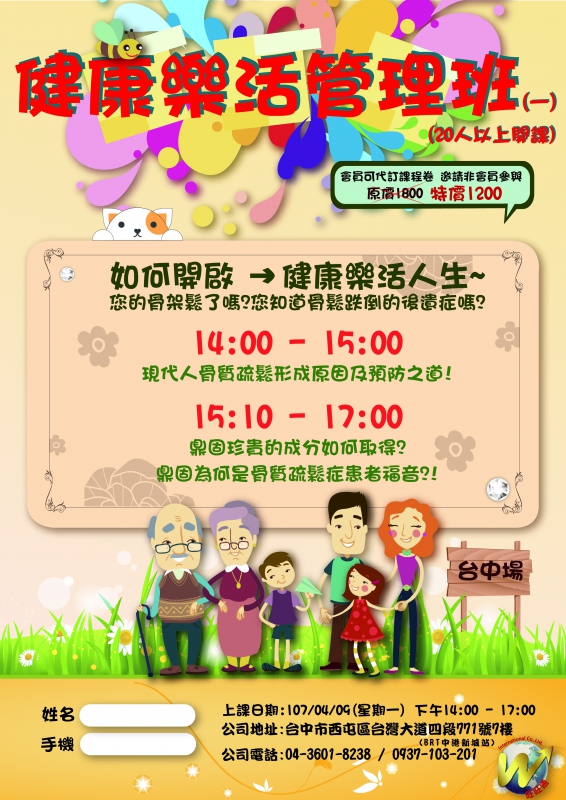 健康樂活管理班(一)
(20人以上開課)
會員可代訂課程卷 邀請非會員參與
原價1800 特價1200
如何開啟 → 健康樂活人生~
您的骨架鬆了嗎?您知道骨鬆跌倒的後遺症嗎?
14:00 - 15:00
現代人骨質疏鬆形成原因及預防之道!
15:10 - 17:00
鼎固珍貴的成分如何取得?
鼎固為何是骨質疏鬆症患者福音?!
台中場
姓名
手機
上課日期:107/04/09(星期一) 下午14:00 - 17:00
公司地址:台中市西屯區台灣大道四段771號7樓
(BRT中港新城站)
公司電話:04-3601-8238 / 0937-103-201
International Co.,Ltd.
W